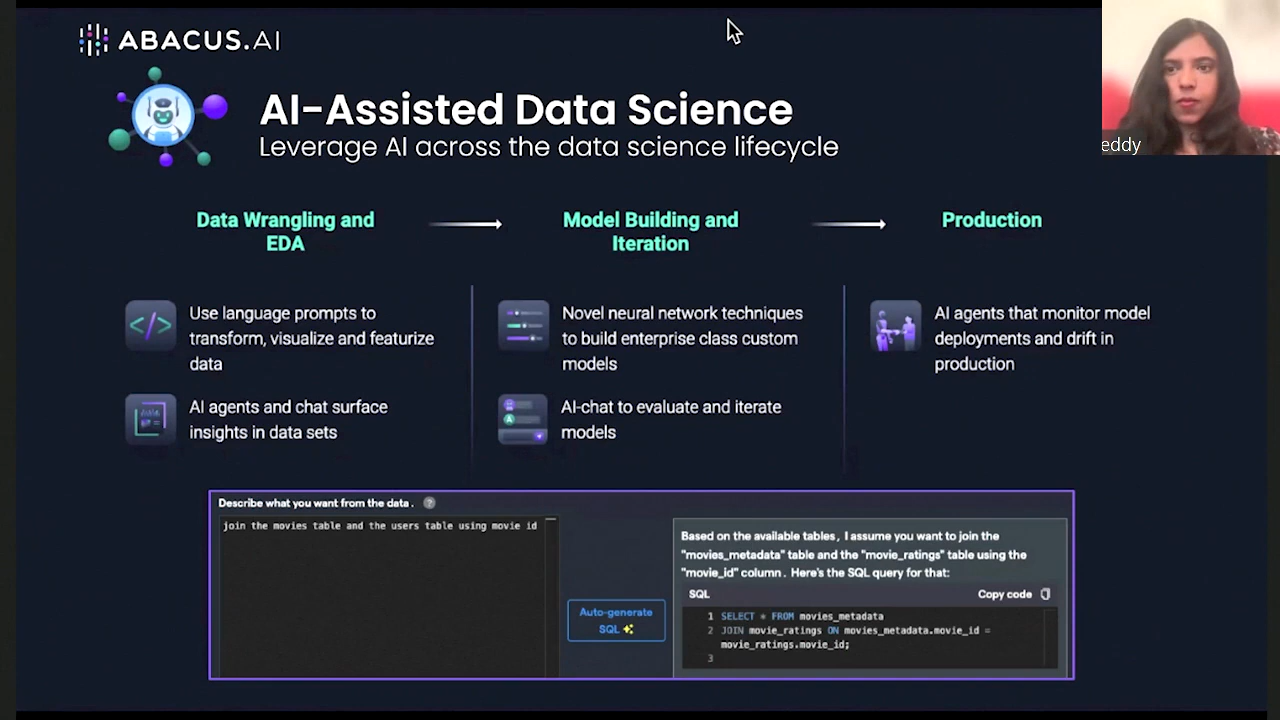 ABACUS.AI
AI-Assisted Data Science
Leverage AI across the data science lifecycle
eddy
Data Wrangling and
EDA
Use language prompts to
transform, visualize and featurize
data
AI agents and chat surface
insights in data sets
Model Building and
Iteration
Novel neural network techniques
to build enterprise class custom
models
AI-chat to evaluate and iterate
models
Production
AI agents that monitor model
deployments and drift in
production
Describe what you want from the data. ?
join the movies table and the users table using movie id
Auto-generate
SQL
Based on the available tables, I assume you want to join the
"movies_metadata" table and the "movie_ratings" table using the
"movie_id" column. Here's the SQL query for that:
SQL Copy code
1 SELECT * FROM movies_metadata
2 JOIN movie_ratings ON movies_metadata.movie_id =
movie_ratings.movie_id;
3